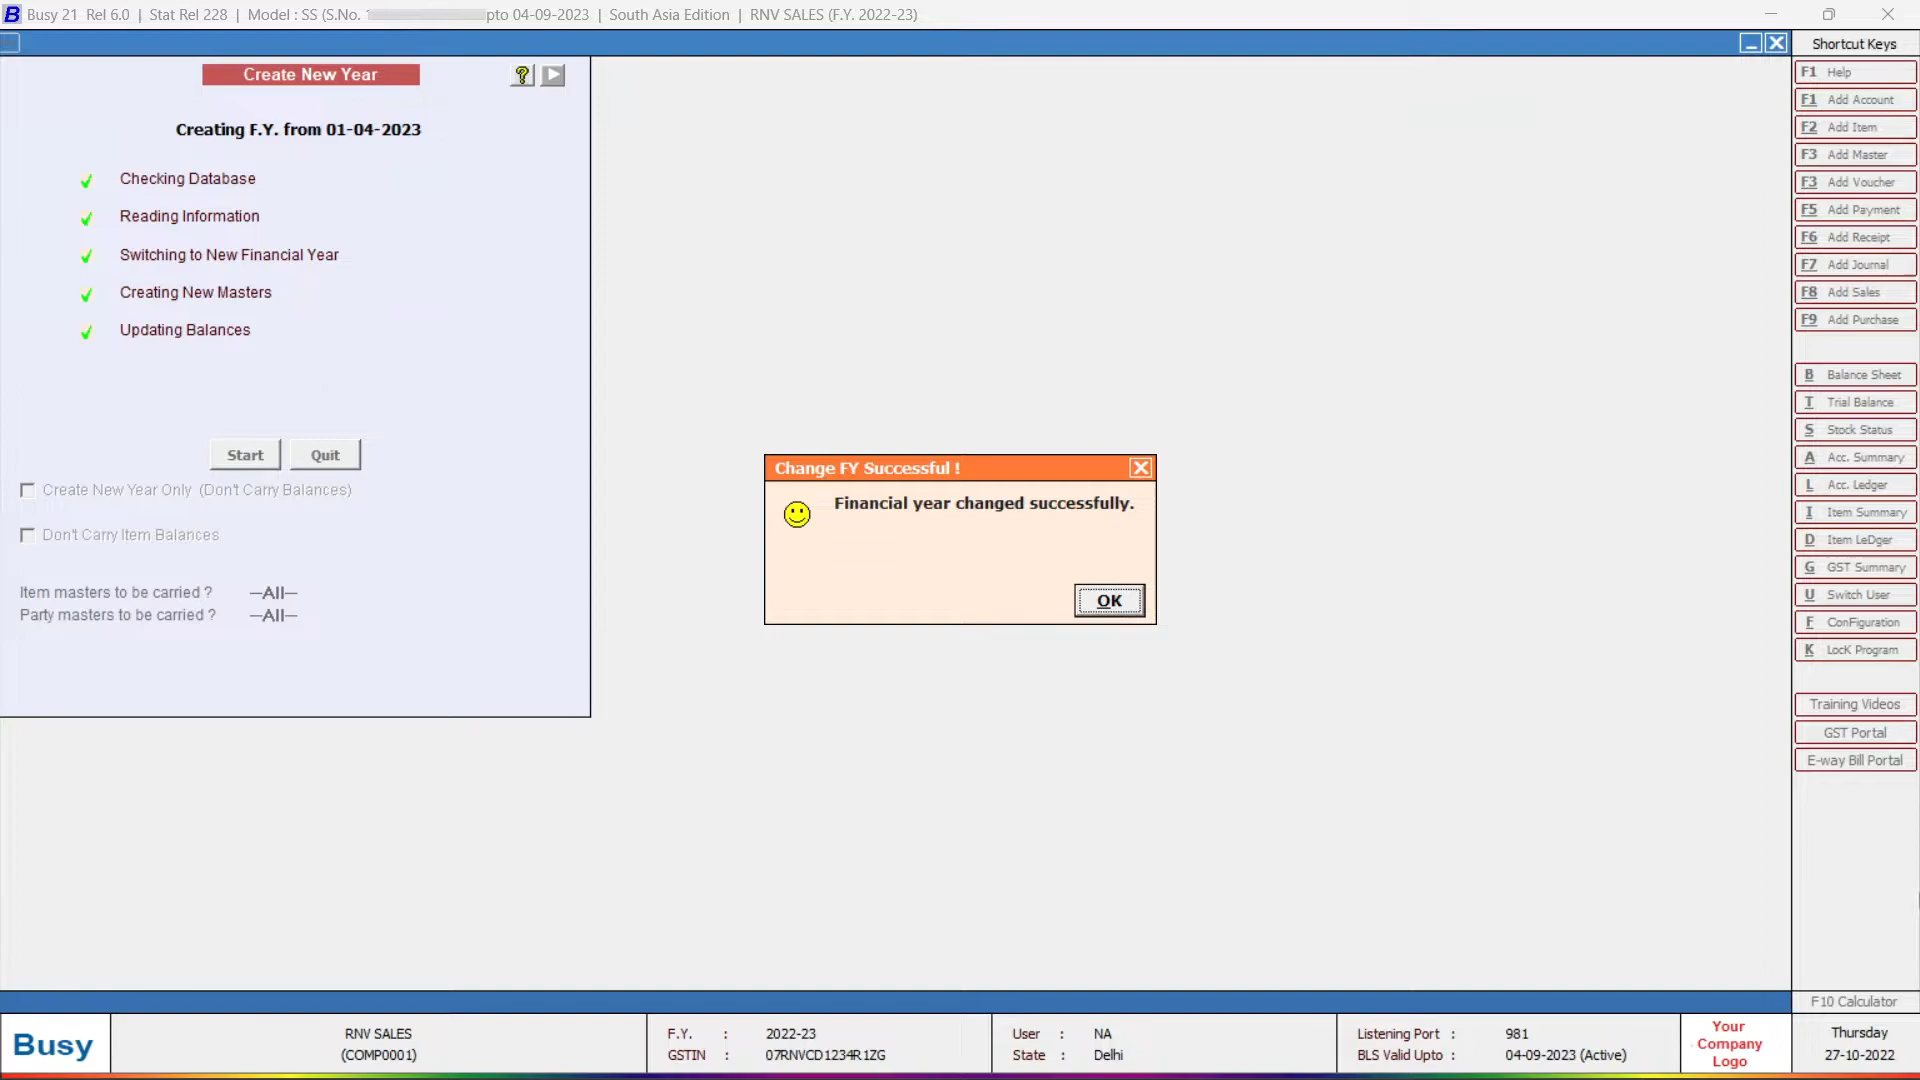 B Busy 21 Rel 6.0 | Stat Rel 228 | Model : SS (S.No. pto 04-09-2023 | South Asia Edition | RNV SALES (F.Y. 2022-23)
Shortcut Keys
Create New Year
?
Creating F.Y. from 01-04-2023
Checking Database
Reading Information
Switching to New Financial Year
Creating New Masters
Updating Balances
Start Quit
Create New Year Only (Don't Carry Balances)
Don't Carry Item Balances
Item masters to be carried ? ---All---
Party masters to be carried ? ---All---
Change FY Successful !
Financial year changed successfully.
OK
F1 Help
F1 Add Account
F2 Add Item
F3 Add Master
F3 Add Voucher
F5 Add Payment
F6 Add Receipt
F7 Add Journal
F8 Add Sales
F9 Add Purchase
B Balance Sheet
T Trial Balance
S Stock Status
A Acc. Summary
L Acc. Ledger
I Item Summary
D Item LeDger
G GST Summary
U Switch User
F ConFiguration
K LocK Program
Training Videos
GST Portal
E-way Bill Portal
F10 Calculator
Busy
RNV SALES
(COMP0001)
F.Y. : 2022-23
GSTIN : 07RNVCD1234R1ZG
User : NA
State : Delhi
Listening Port : 981
BLS Valid Upto : 04-09-2023 (Active)
Your
Company
Logo
Thursday
27-10-2022